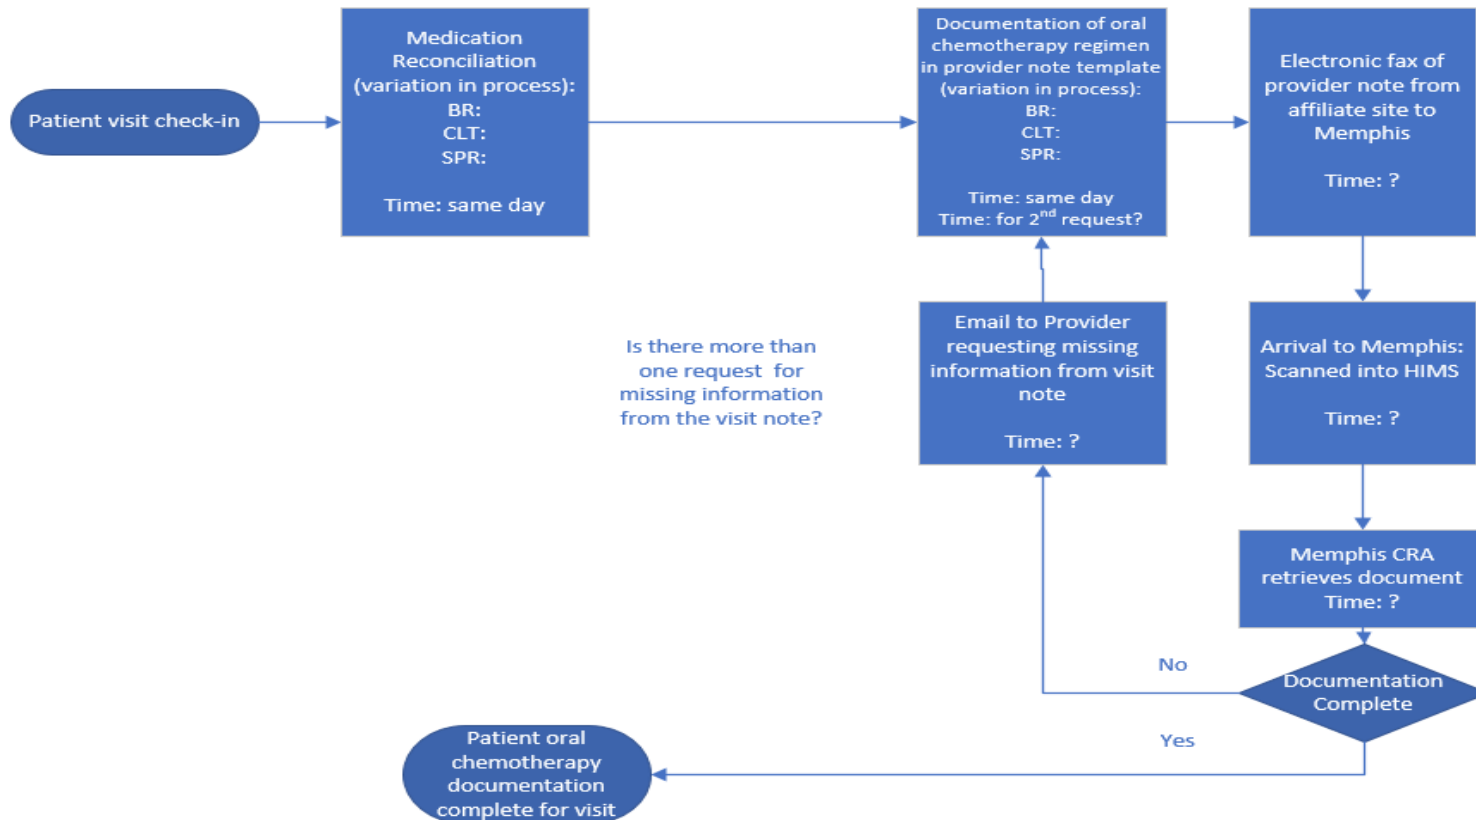 Patient visit check-in
Medication
Reconciliation
(variation in process):
BR:
CLT:
SPR:
Time: same day
Documentation of oral
chemotherapy regimen
in provider note template
(variation in process):
BR:
CLT:
SPR:
Time: same day
Time: for 2nd request?
Electronic fax of
provider note from
affiliate site to
Memphis
Time: ?
Is there more than
one request for
missing information
from the visit note?
Email to Provider
requesting missing
information from visit
note
Time: ?
Arrival to Memphis:
Scanned into HIMS
Time: ?
Memphis CRA
retrieves document
Time: ?
No
Documentation
Complete
Yes
Patient oral
chemotherapy
documentation
complete for visit